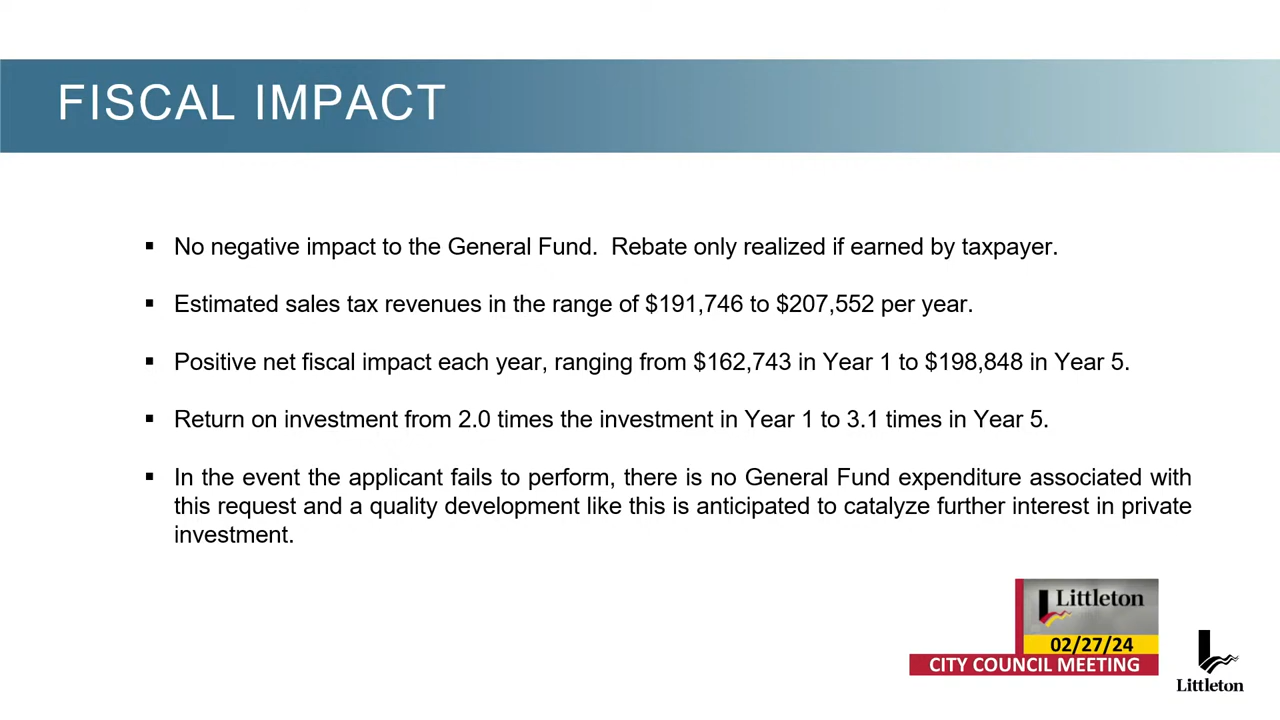 FISCAL IMPACT
▪ No negative impact to the General Fund.  Rebate only realized if earned by taxpayer.
▪ Estimated sales tax revenues in the range of $191,746 to $207,552 per year.
▪ Positive net fiscal impact each year, ranging from $162,743 in Year 1 to $198,848 in Year 5.
▪ Return on investment from 2.0 times the investment in Year 1 to 3.1 times in Year 5.
▪ In the event the applicant fails to perform, there is no General Fund expenditure associated with
this request and a quality development like this is anticipated to catalyze further interest in private
investment.
Littleton
02/27/24
CITY COUNCIL MEETING
Littleton